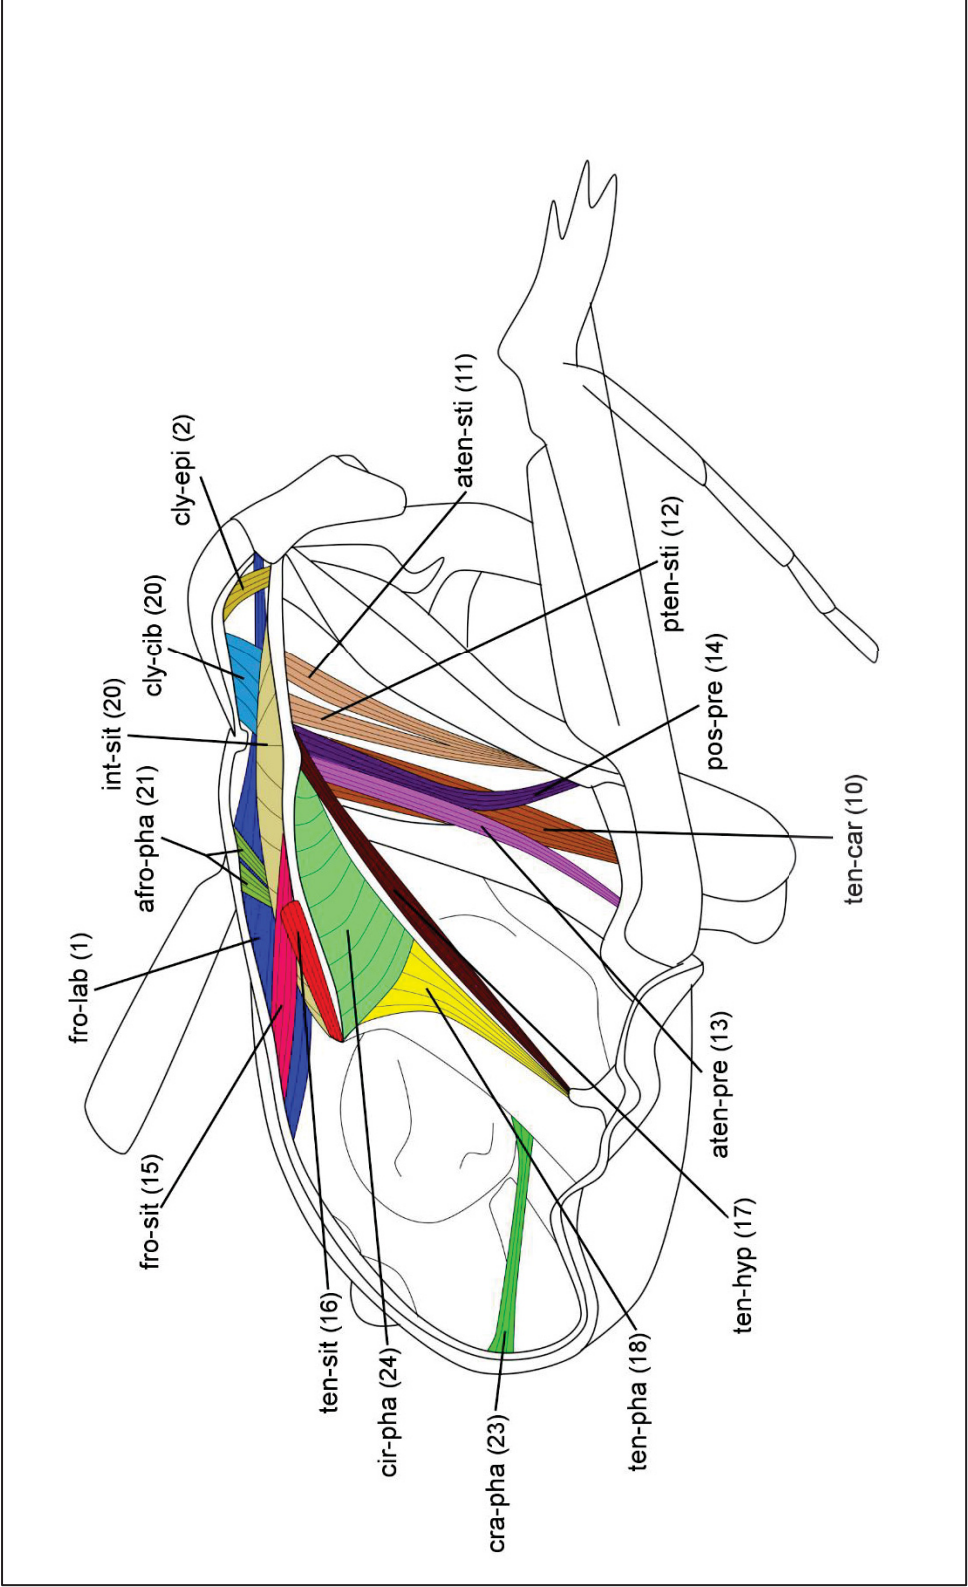 cly-epi (2)
aten-sti (11)
cly-cib (20)
pten-sti (12)
int-sit (20)
pos-pre (14)
afro-pha (21)
ten-car (10)
fro-lab (1)
aten-pre (13)
fro-sit (15)
ten-hyp (17)
ten-sit (16)
ten-pha (18)
cir-pha (24)
cra-pha (23)